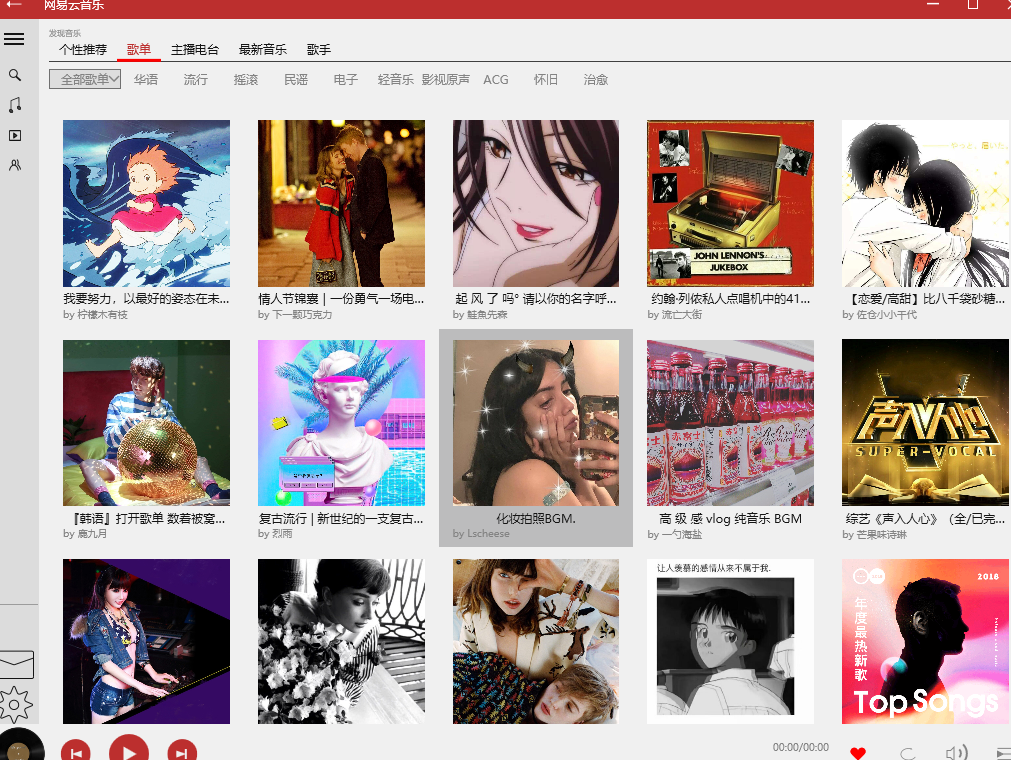 网易云音乐
发现音乐
个性推荐 歌单 主播电台 最新音乐 歌手
全部歌单 华语 流行 摇滚 民谣 电子 轻音乐 影视原声 ACG 怀旧 治愈
JOHN LENNON'S
JUKEBOX
我要努力，以最好的姿态在未...
by 柠檬木有枝
情人节锦囊 | 一份勇气一场电...
by 下一颗巧克力
起 风 了 吗° 请以你的名字呼...
by 鲑魚先森
约翰·列侬私人点唱机中的41...
by 流亡大街
【恋爱/高甜】比八千袋砂糖...
by 佐仓小小千代
声入人心
SUPER-VOCAL
『韩语』打开歌单 数着被窝...
by 鹿九月
复古流行 | 新世纪的一支复古...
by 烈雨
化妆拍照BGM.
by Lscheese
高 级 感 vlog 纯音乐 BGM
by 一勺海盐
综艺《声入人心》（全/已完...
by 芒果味诗琳
让人羡慕的感情从来不属于我.
2018
年度最热新歌
Top Songs
00:00/00:00